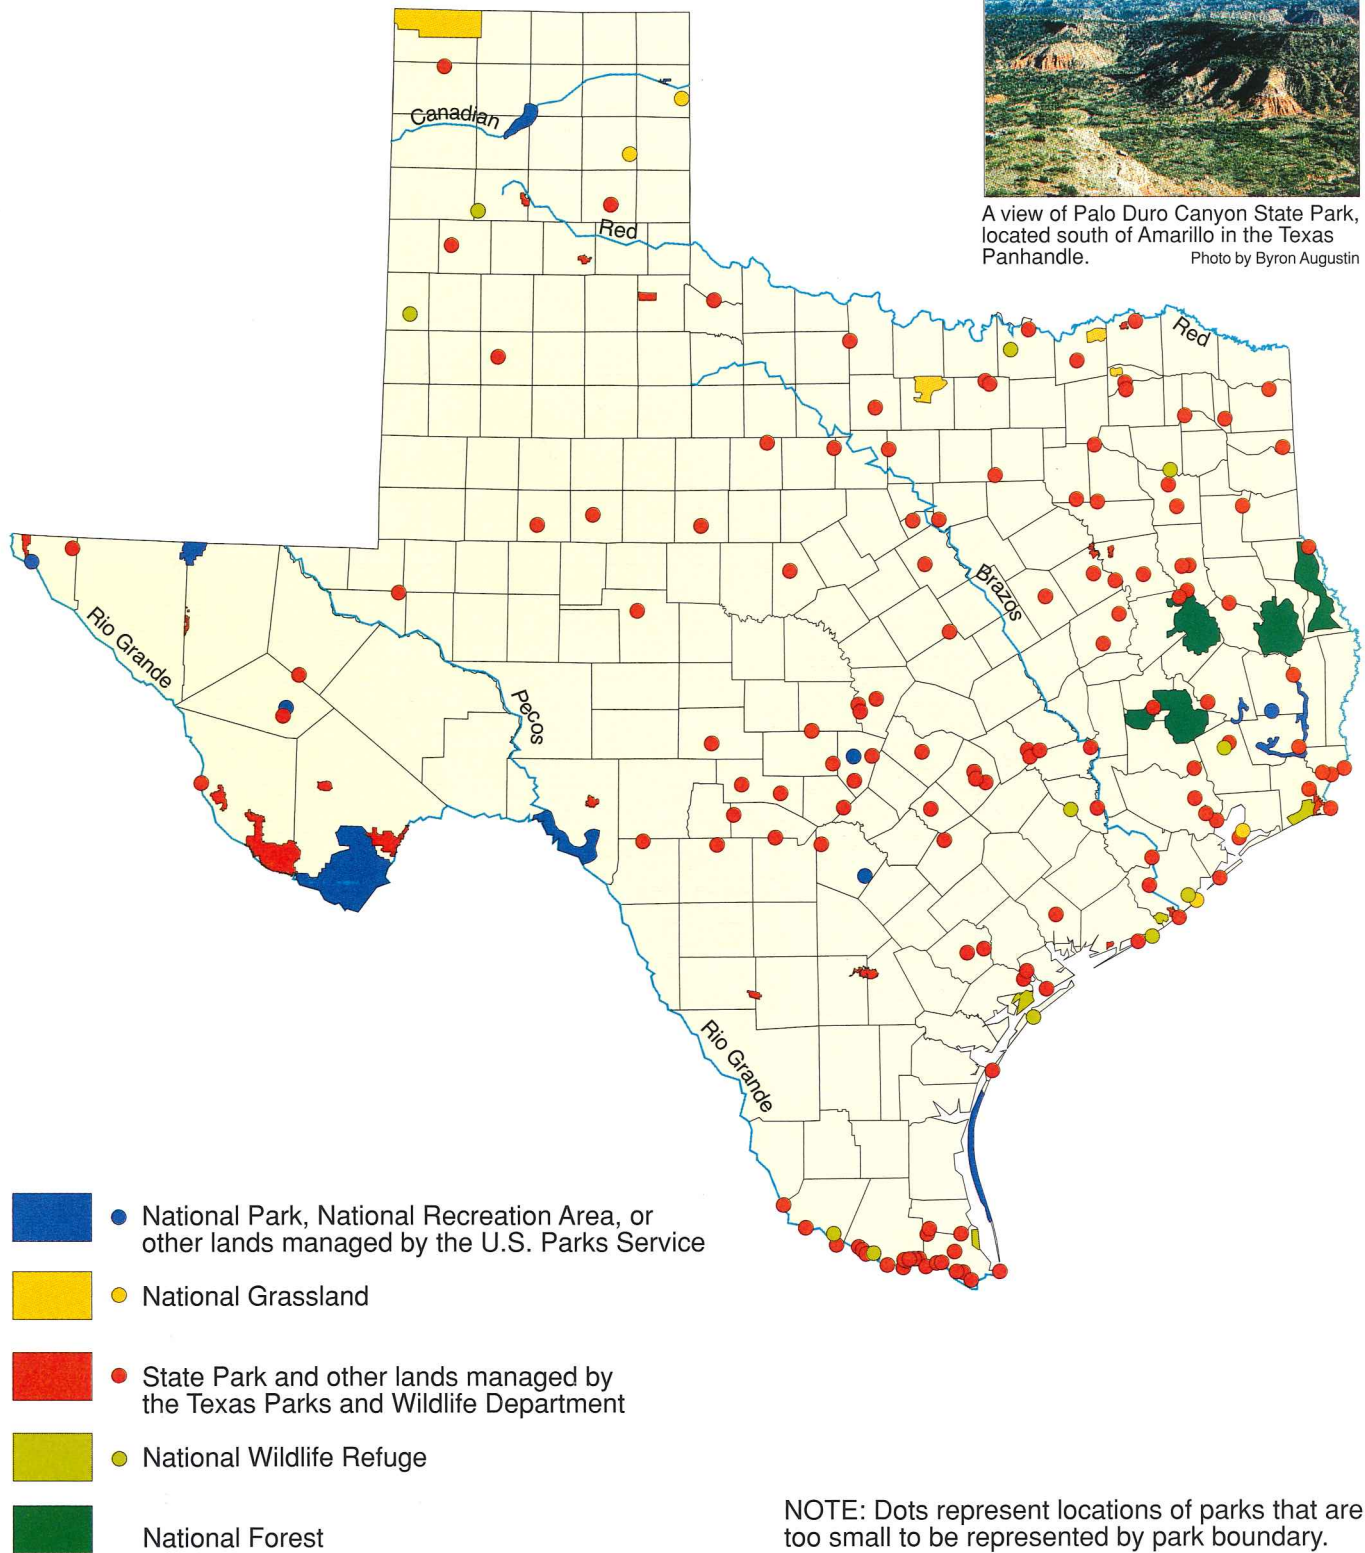 A view of Palo Duro Canyon State Park,
located south of Amarillo in the Texas
Panhandle.
Photo by Byron Augustin
Canadian
Red
Red
Brazos
Rio Grande
Pecos
Rio Grande
National Park, National Recreation Area, or
other lands managed by the U.S. Parks Service
National Grassland
State Park and other lands managed by
the Texas Parks and Wildlife Department
National Wildlife Refuge
National Forest
NOTE: Dots represent locations of parks that are
too small to be represented by park boundary.